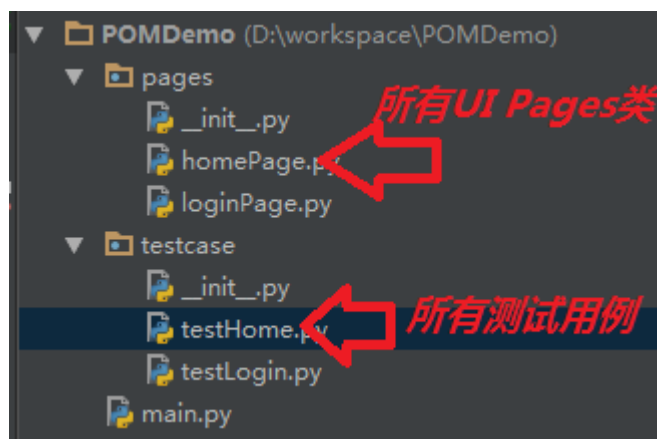 POMDemo (D:\workspace\POMDemo)
pages
所有UI Pages类
__init__.py
homePage.py
loginPage.py
testcase
__init__.py
testHome.py
所有测试用例
testLogin.py
main.py